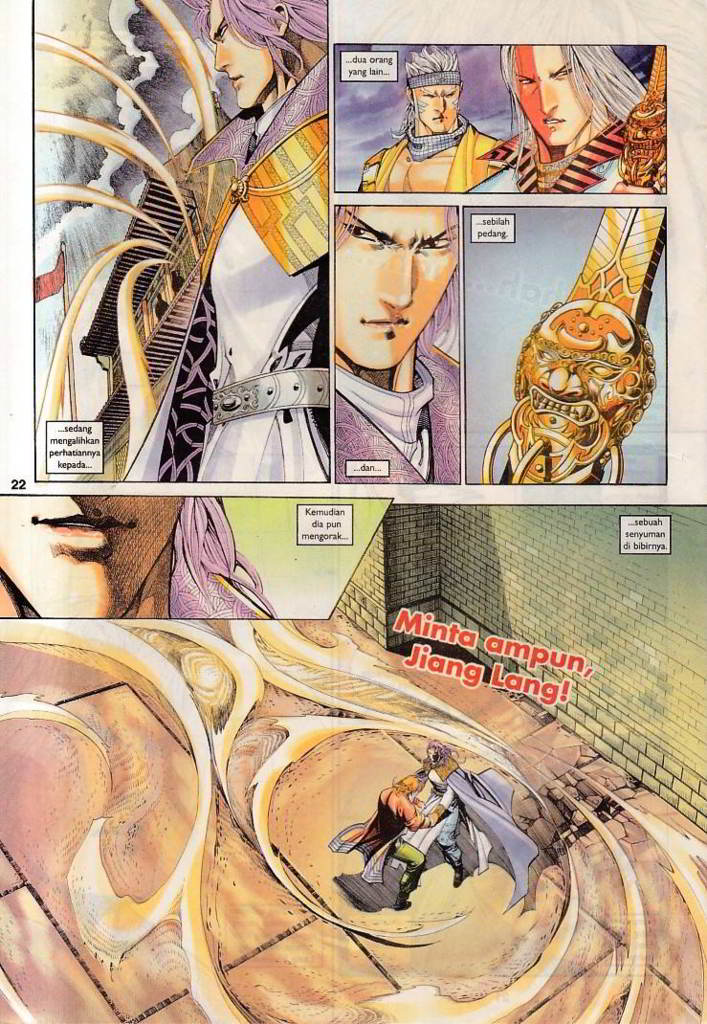 ...sedang
mengalihkan
perhatiannya
kepada...
...dua orang
yang lain...
...dan...
...sebilah
pedang.
22
Kemudian
dia pun
mengorak...
...sebuah
senyuman
di bibirnya.
Minta ampun,
Jiang Lang!